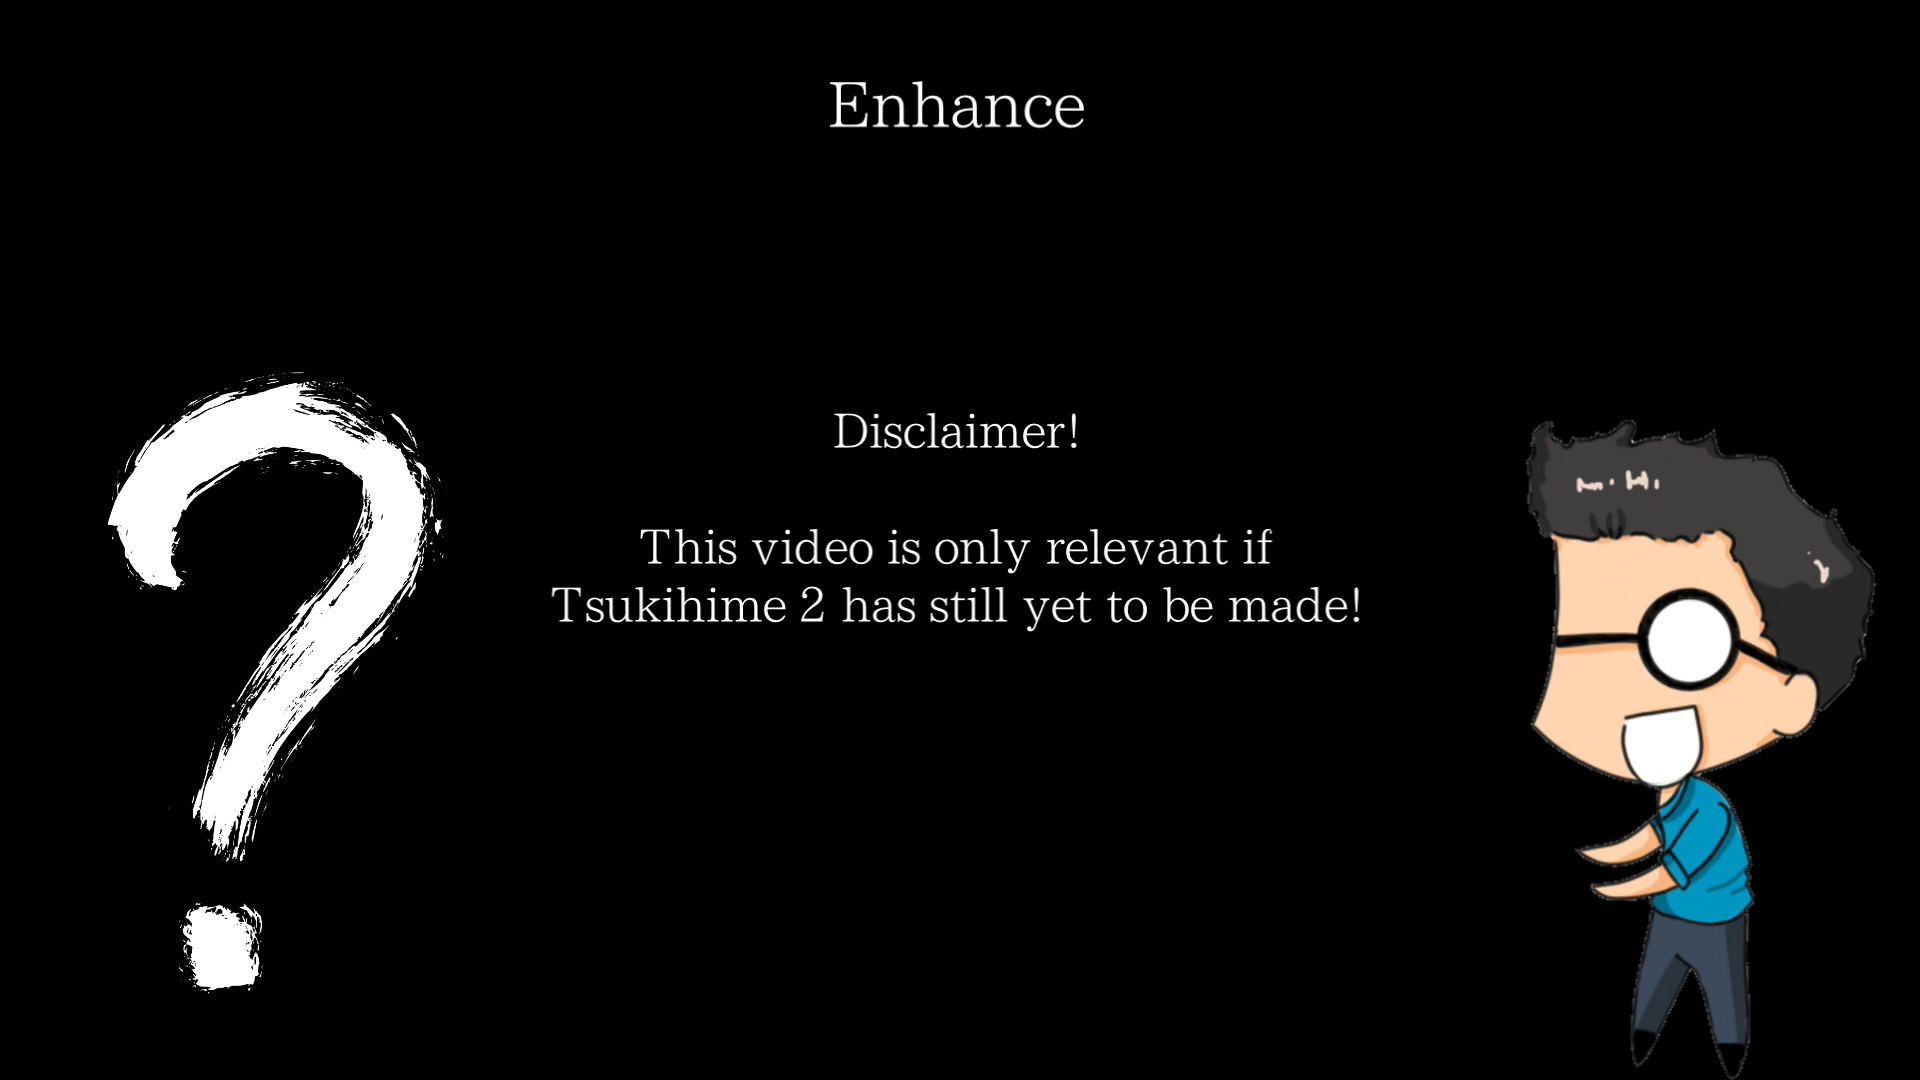 Enhance
Disclaimer!
This video is only relevant if
Tsukihime 2 has still yet to be made!